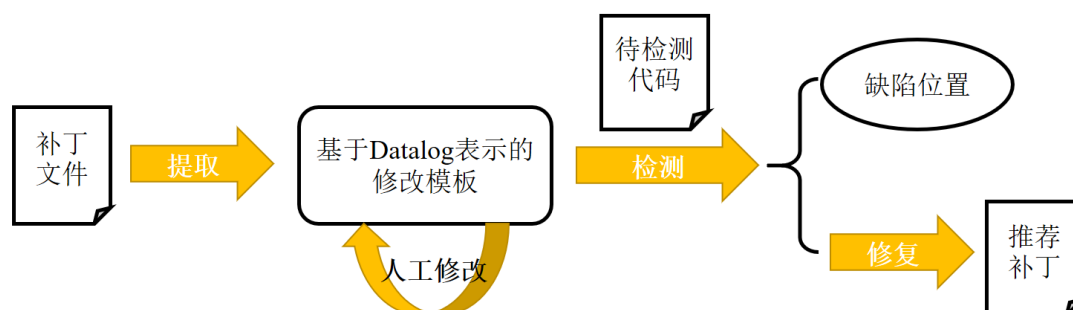 补丁
文件
提取
基于Datalog表示的
修改模板
人工修改
待检测
代码
检测
缺陷位置
修复
推荐
补丁